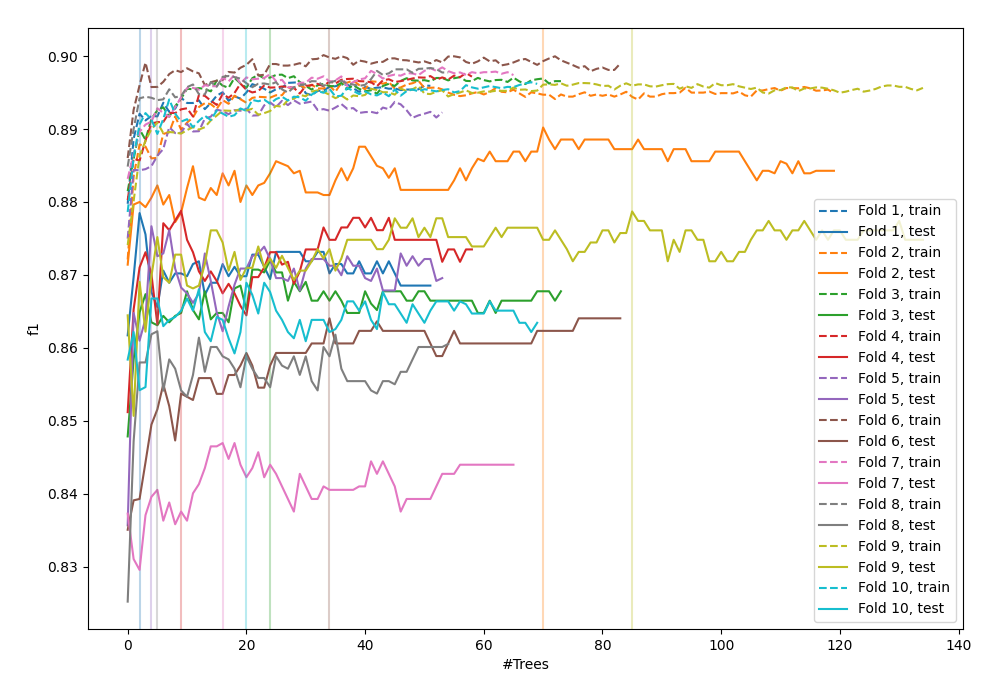 0.90
0.89
0.88
0.87
0.86
0.85
0.84
0.83
f1
0
20
40
60
80
100
120
140
#Trees
Fold 1, train
Fold 1, test
Fold 2, train
Fold 2, test
Fold 3, train
Fold 3, test
Fold 4, train
Fold 4, test
Fold 5, train
Fold 5, test
Fold 6, train
Fold 6, test
Fold 7, train
Fold 7, test
Fold 8, train
Fold 8, test
Fold 9, train
Fold 9, test
Fold 10, train
Fold 10, test